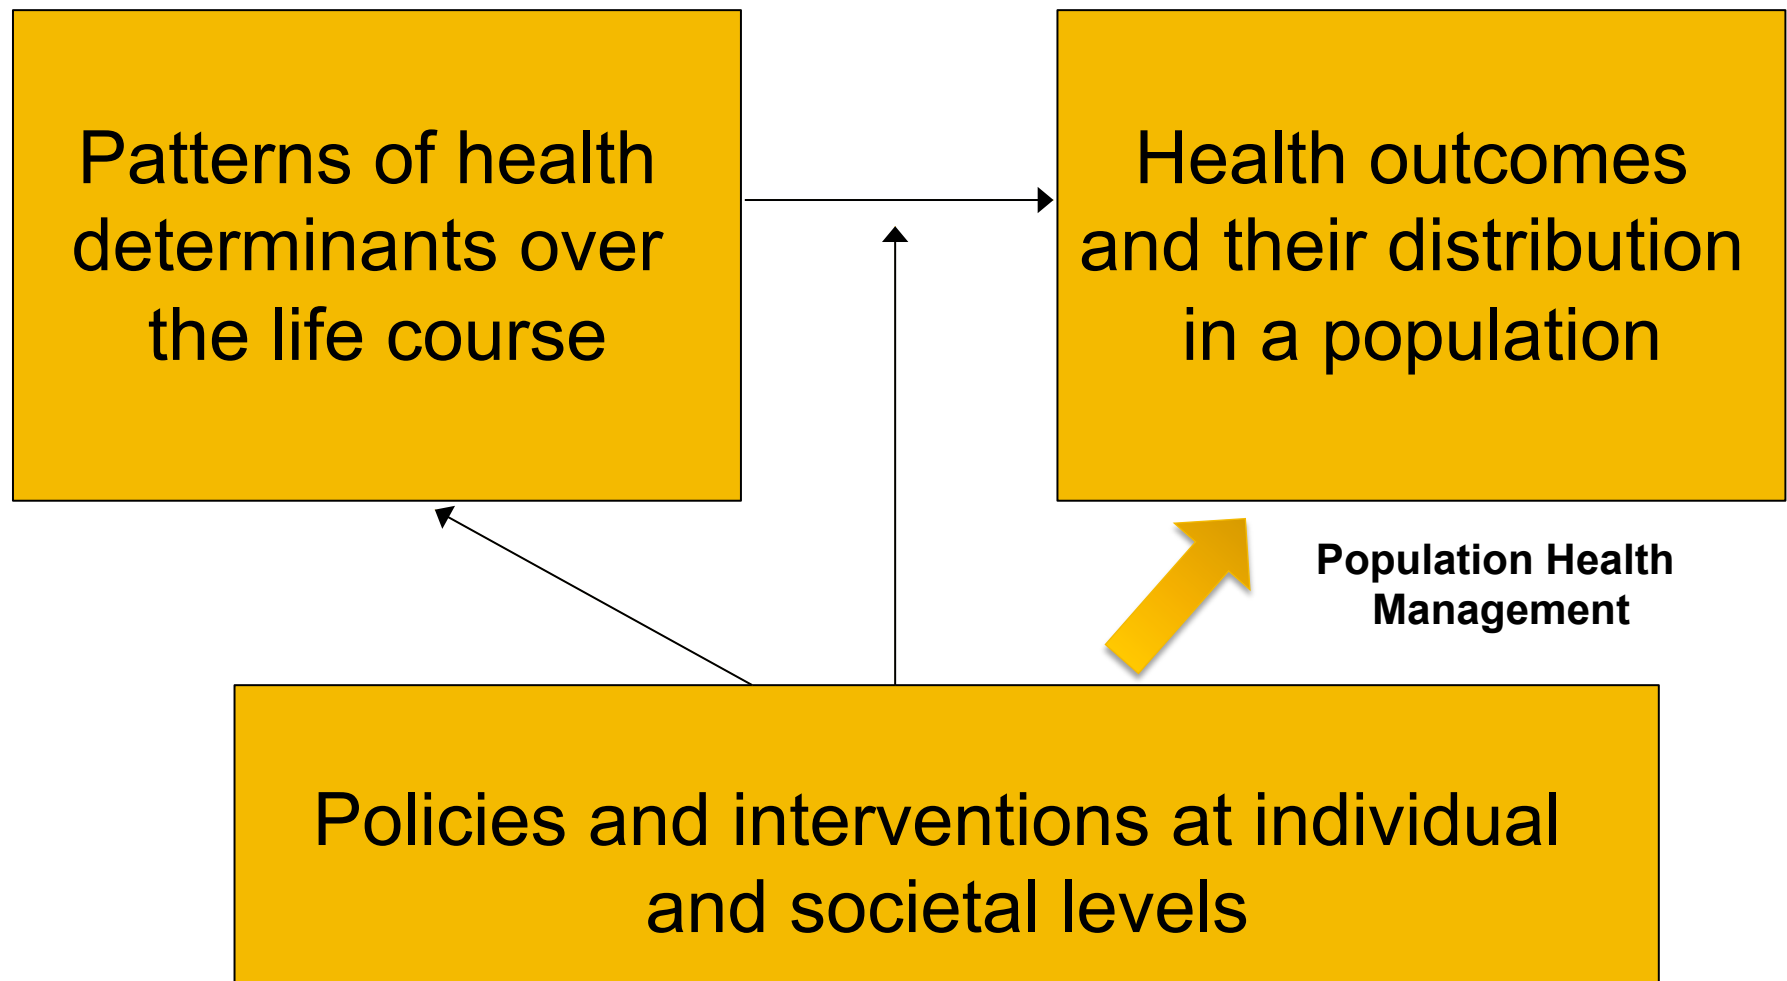 Patterns of health
determinants over
the life course
Health outcomes
and their distribution
in a population
Population Health
Management
Policies and interventions at individual
and societal levels